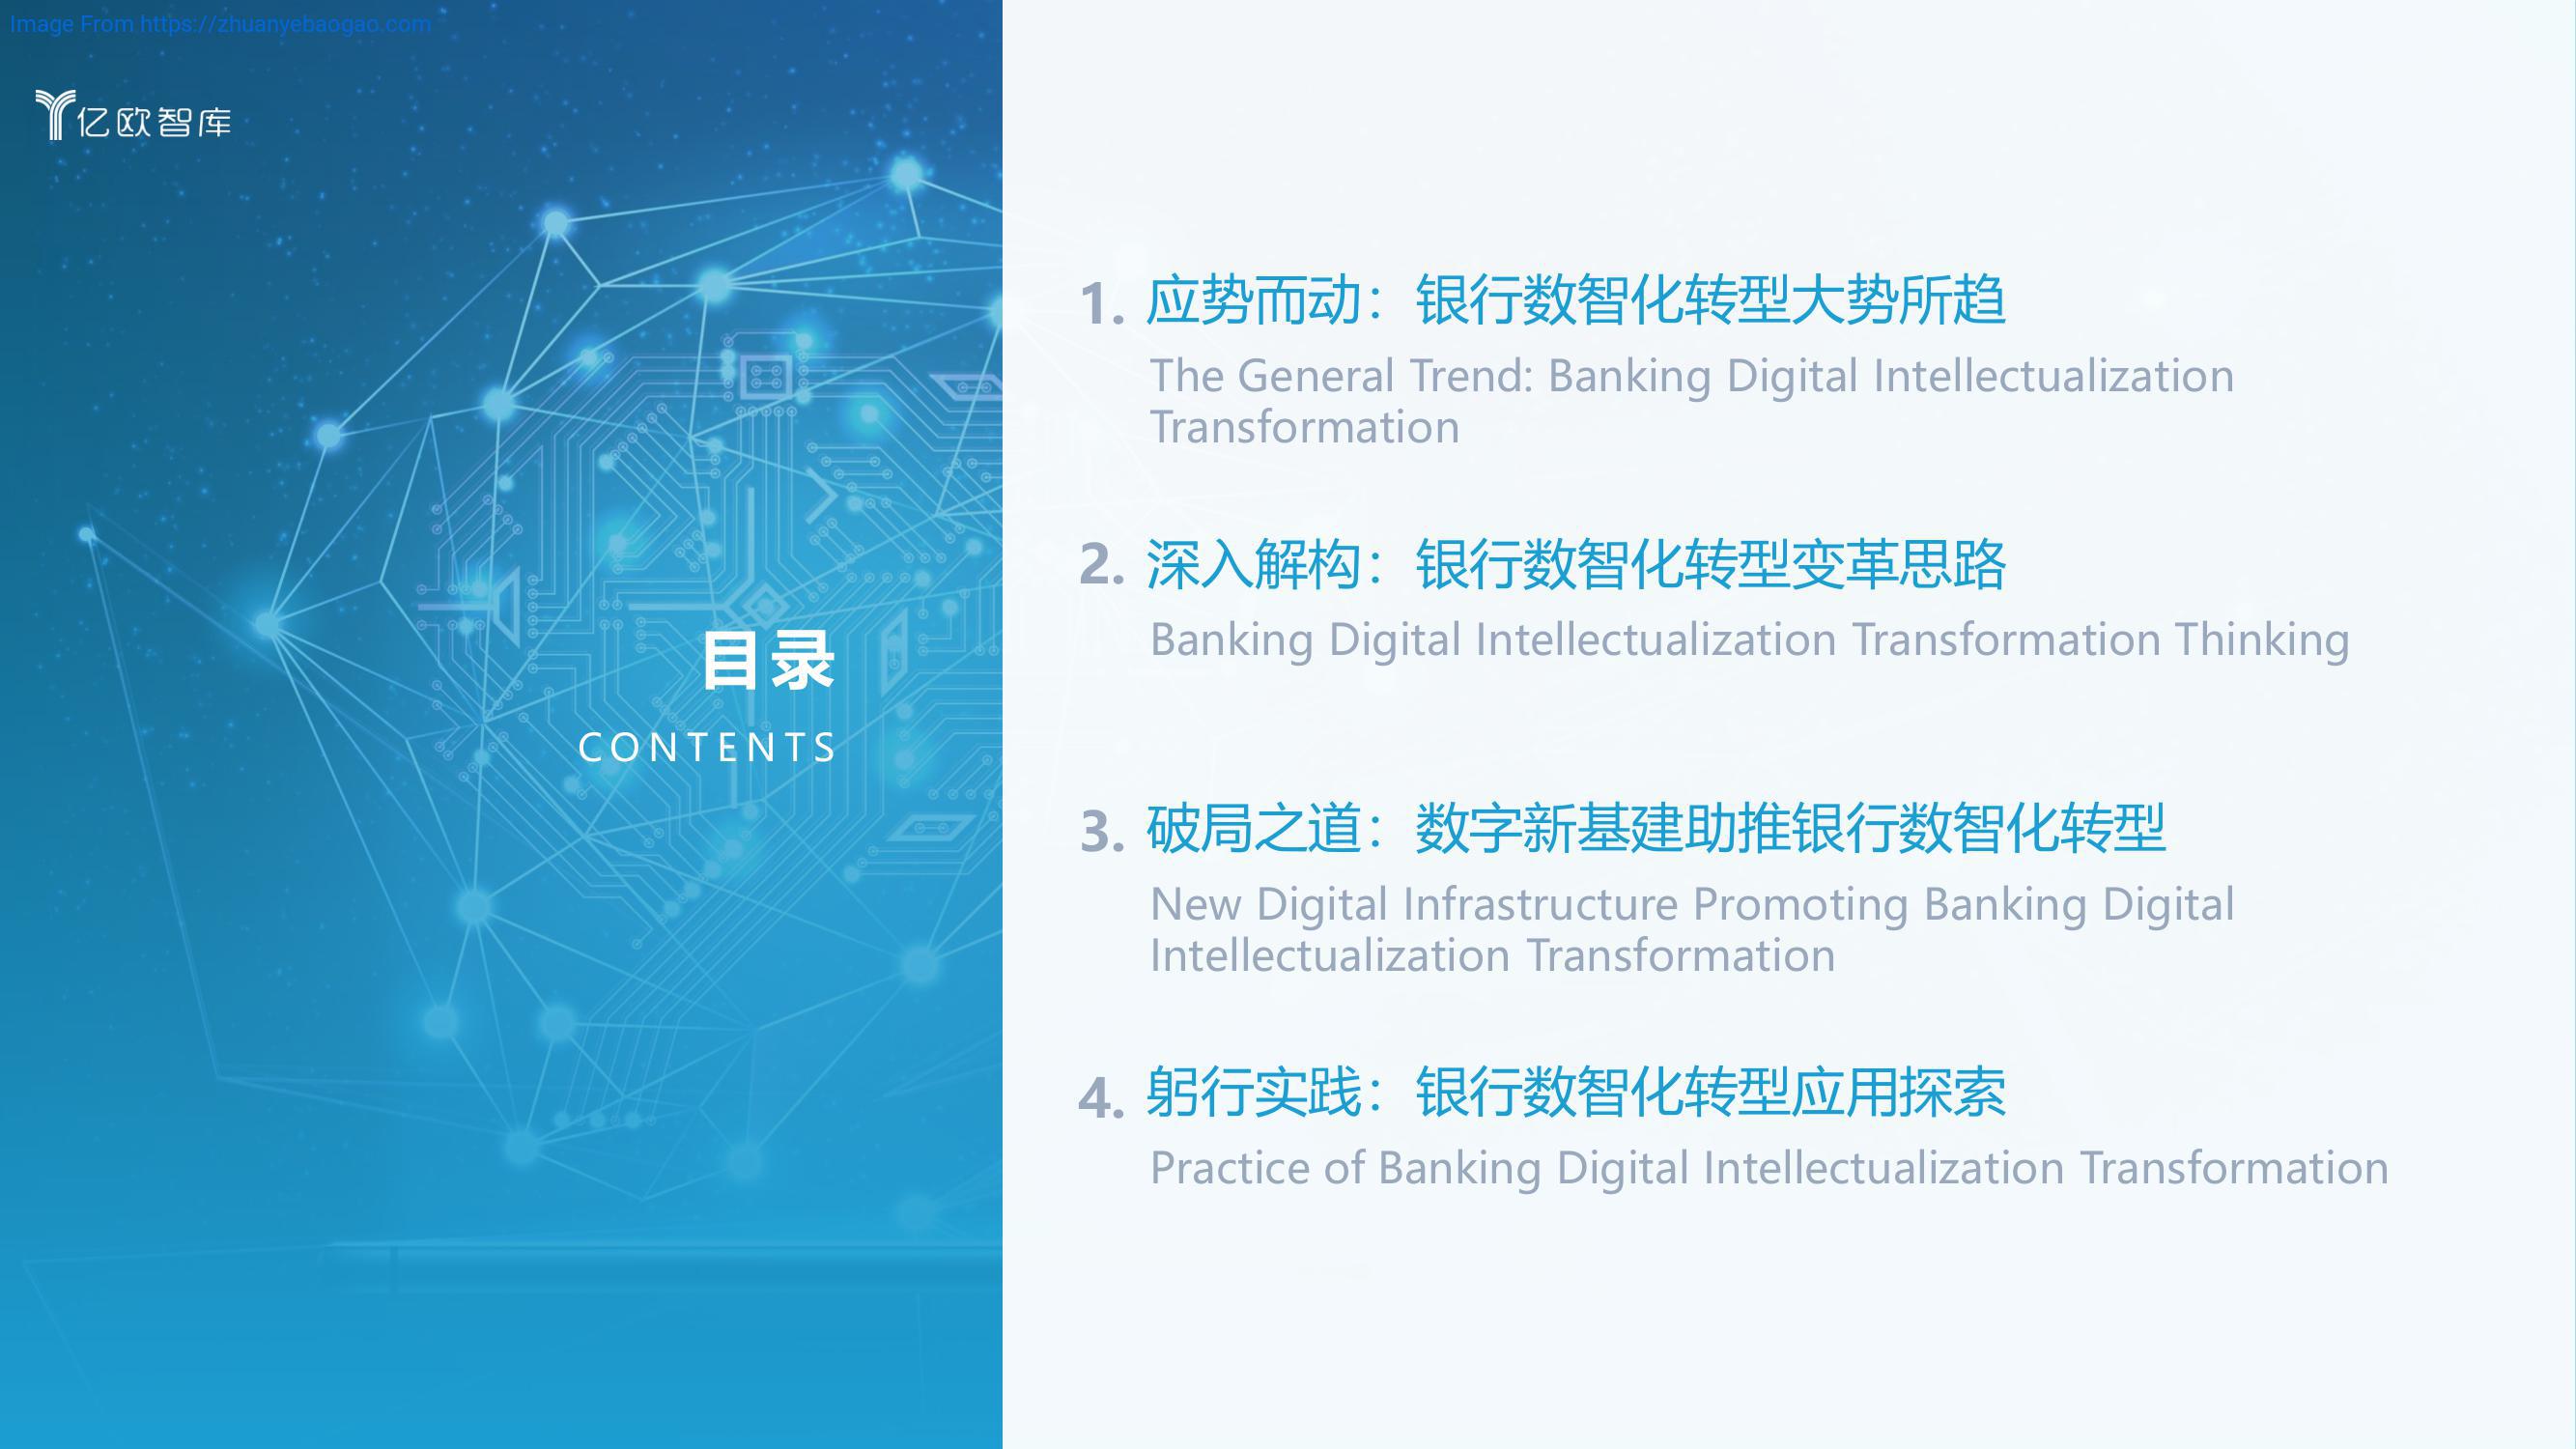 Image From https://zhuanyebaogao.com
亿欧智库
目录
CONTENTS
1. 应势而动：银行数智化转型大势所趋
The General Trend: Banking Digital Intellectualization
Transformation
2. 深入解构：银行数智化转型变革思路
Banking Digital Intellectualization Transformation Thinking
3. 破局之道：数字新基建助推银行数智化转型
New Digital Infrastructure Promoting Banking Digital
Intellectualization Transformation
4. 躬行实践：银行数智化转型应用探索
Practice of Banking Digital Intellectualization Transformation